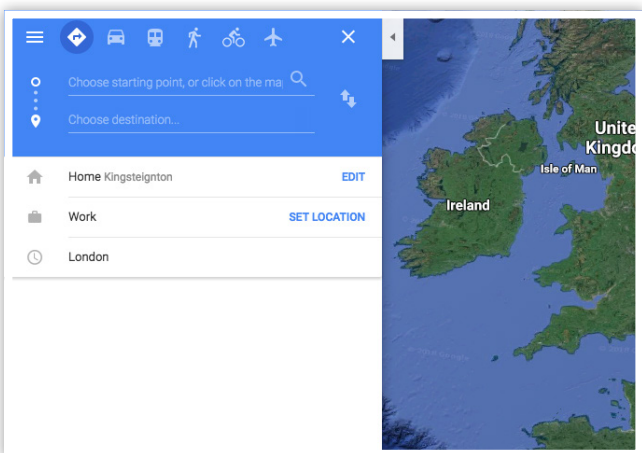 Choose starting point, or click on the ma
Choose destination...
Home Kingsteignton
EDIT
Work
SET LOCATION
London
Unite
Kingdo
Isle of Man
Ireland